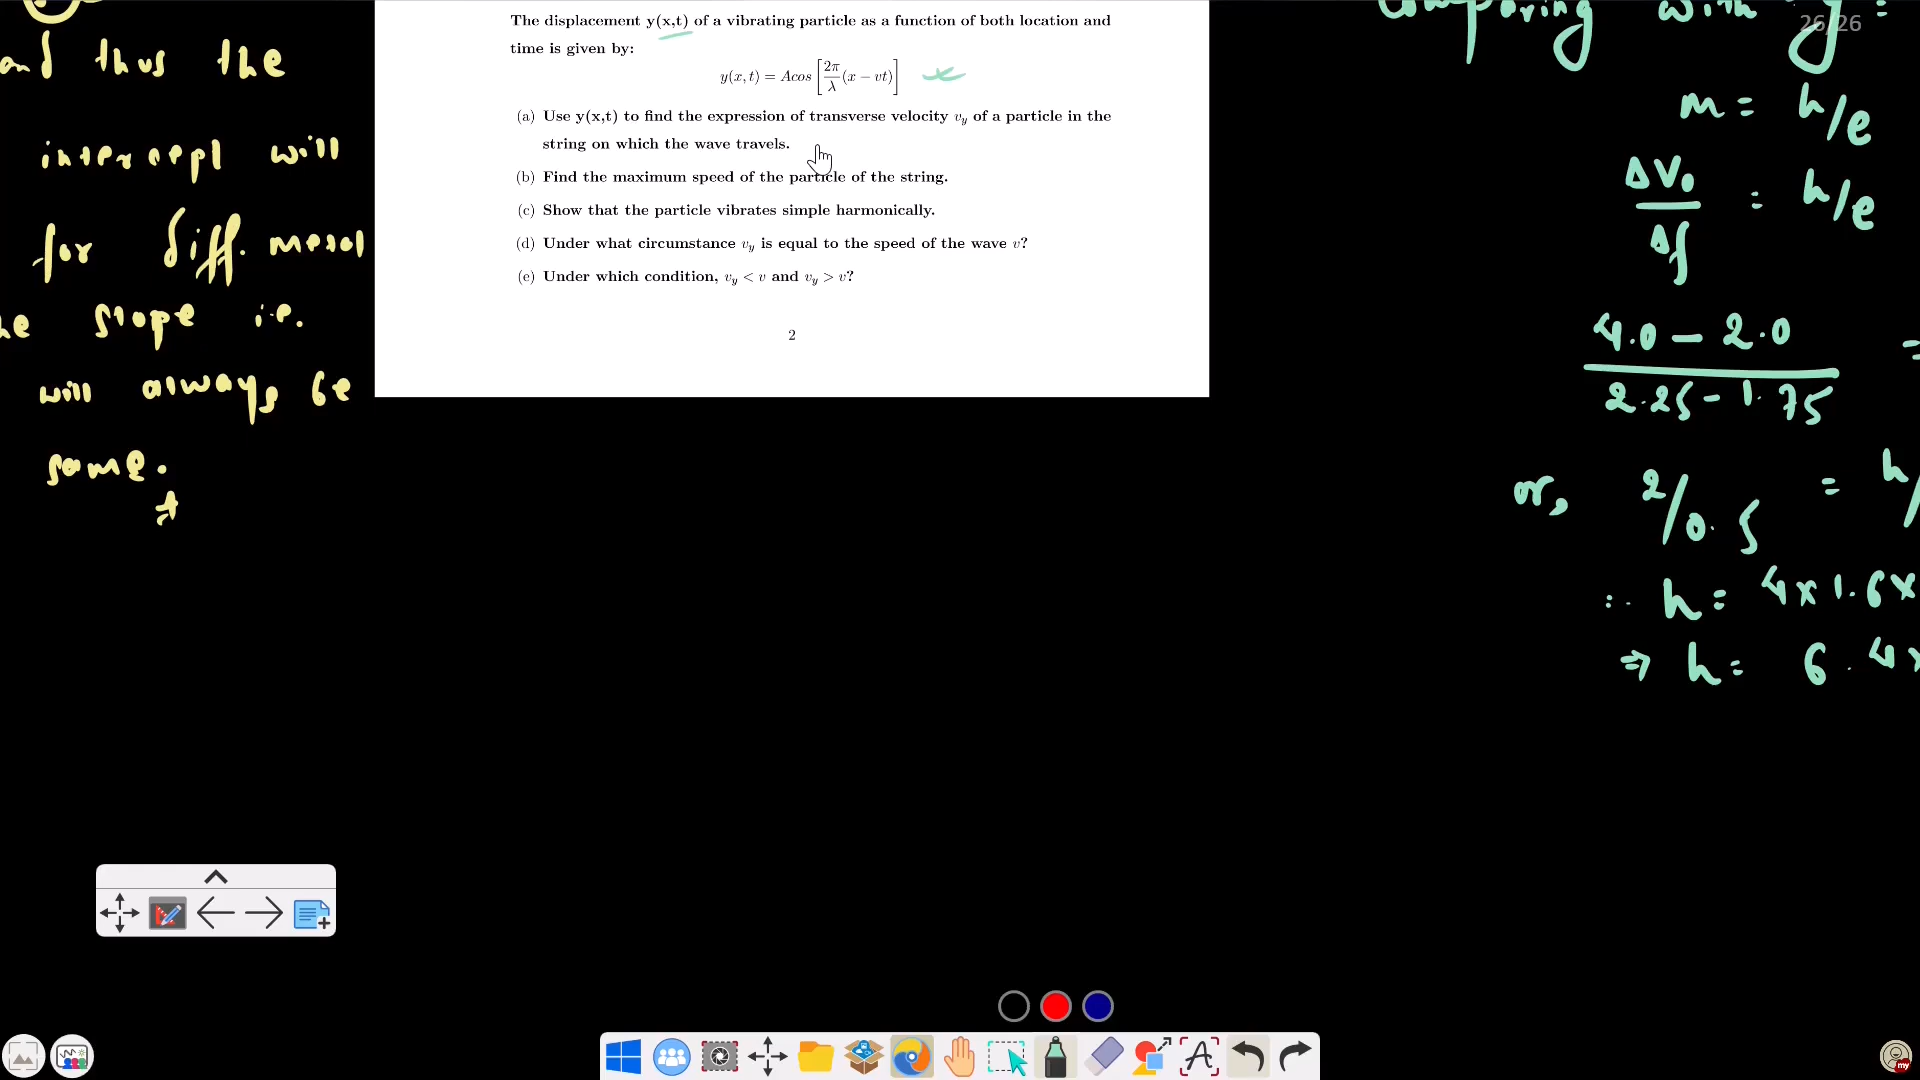 and thus the
intercept will
for diff. metal
he slope i.e.
will always be
same.
The displacement y(x,t) of a vibrating particle as a function of both location and
time is given by:
y(x, t) = Acos [2π/λ (x − vt)]
(a) Use y(x,t) to find the expression of transverse velocity v_y of a particle in the
string on which the wave travels.
(b) Find the maximum speed of the particle of the string.
(c) Show that the particle vibrates simple harmonically.
(d) Under what circumstance v_y is equal to the speed of the wave v?
(e) Under which condition, v_y < v and v_y > v?
2
Comparing with y =
26/26
m = h/e
ΔV₀/Δf = h/e
4.0 − 2.0 / 2.25 − 1.75 =
or, 2/0.5 = h/
∴ h = 4 x 1.6 x
⇒ h = 6.4 x
my